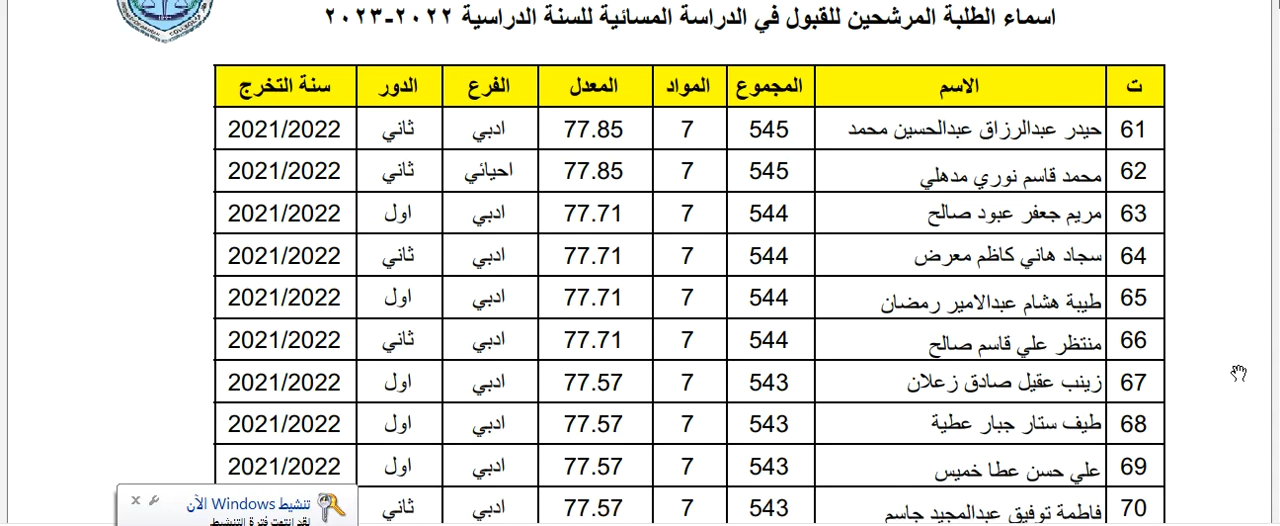 اسماء الطلبة المرشحين للقبول في الدراسة المسائية للسنة الدراسية ٢٠٢٢-٢٠٢٣
ت الاسم المجموع المواد المعدل الفرع الدور سنة التخرج
61 حيدر عبدالرزاق عبدالحسين محمد 545 7 77.85 ادبي ثاني 2021/2022
62 محمد قاسم نوري مدهلي 545 7 77.85 احيائي ثاني 2021/2022
63 مريم جعفر عبود صالح 544 7 77.71 ادبي اول 2021/2022
64 سجاد هاني كاظم معرض 544 7 77.71 ادبي ثاني 2021/2022
65 طيبة هشام عبدالامير رمضان 544 7 77.71 ادبي اول 2021/2022
66 منتظر علي قاسم صالح 544 7 77.71 ادبي ثاني 2021/2022
67 زينب عقيل صادق زعلان 543 7 77.57 ادبي اول 2021/2022
68 طيف ستار جبار عطية 543 7 77.57 ادبي اول 2021/2022
69 علي حسن عطا خميس 543 7 77.57 ادبي اول 2021/2022
70 فاطمة توفيق عبدالمجيد جاسم 543 7 77.57 ادبي ثاني
تنشيط Windows الآن
لقد انتهت فترة التنشيط